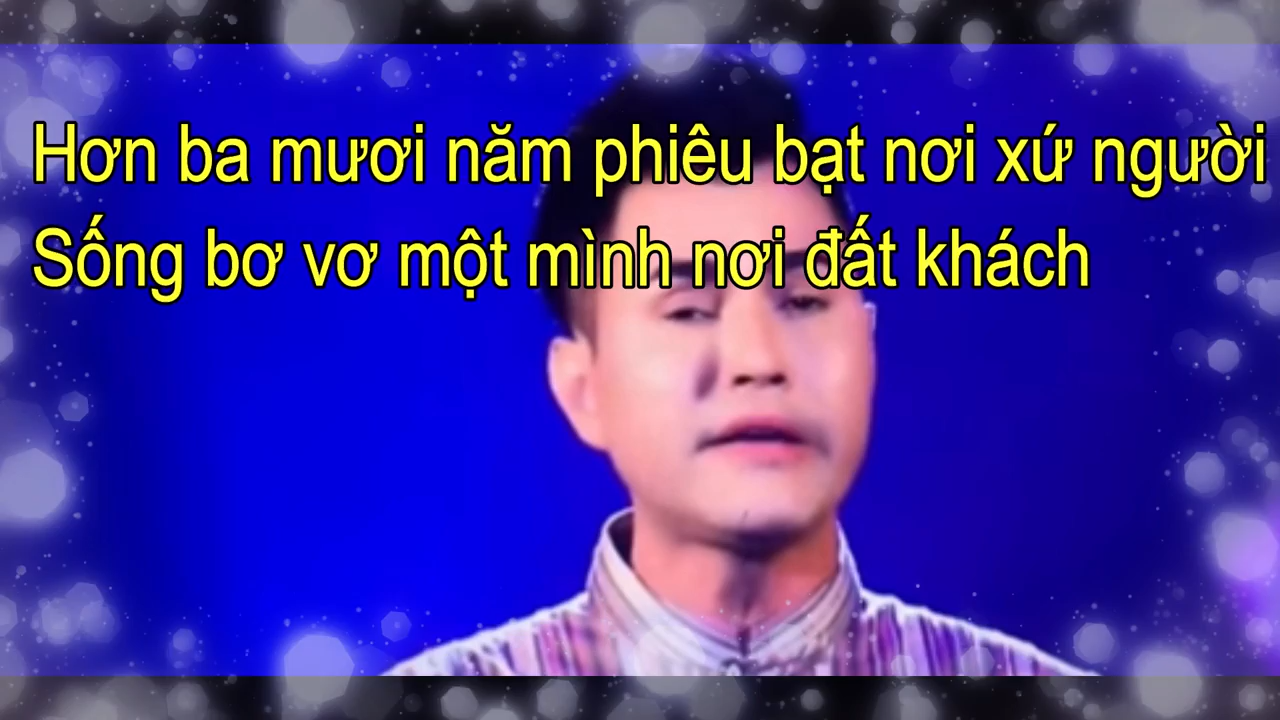 Hơn ba mươi năm phiêu bạt nơi xứ người
Sống bơ vơ một mình nơi đất khách